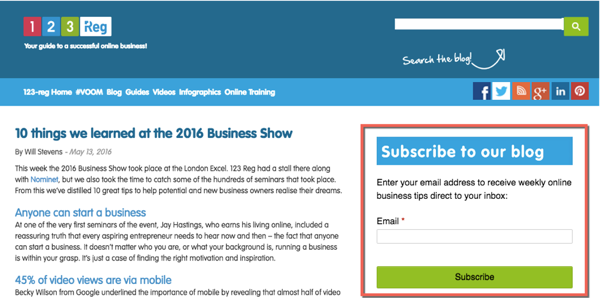 1 2 3 Reg
Your guide to a successful online business!
Search the blog!
123-reg Home #VOOM Blog Guides Videos Infographics Online Training
f g+ in
10 things we learned at the 2016 Business Show
By Will Stevens - May 13, 2016
This week the 2016 Business Show took place at the London Excel. 123 Reg had a stall there along
with Nominet, but we also took the time to catch some of the hundreds of seminars that took place.
From this we've distilled 10 great tips to help potential and new business owners realise their dreams.
Anyone can start a business
At one of the very first seminars of the event, Jay Hastings, who earns his living online, included a
reassuring truth that every aspiring entrepreneur needs to hear now and then – the fact that anyone
can start a business. It doesn't matter who you are, or what your background is, running a business
is within your grasp. It's just a case of finding the right motivation and inspiration.
45% of video views are via mobile
Becky Wilson from Google underlined the importance of mobile by revealing that almost half of video
Subscribe to our blog
Enter your email address to receive weekly online
business tips direct to your inbox:
Email *
Subscribe